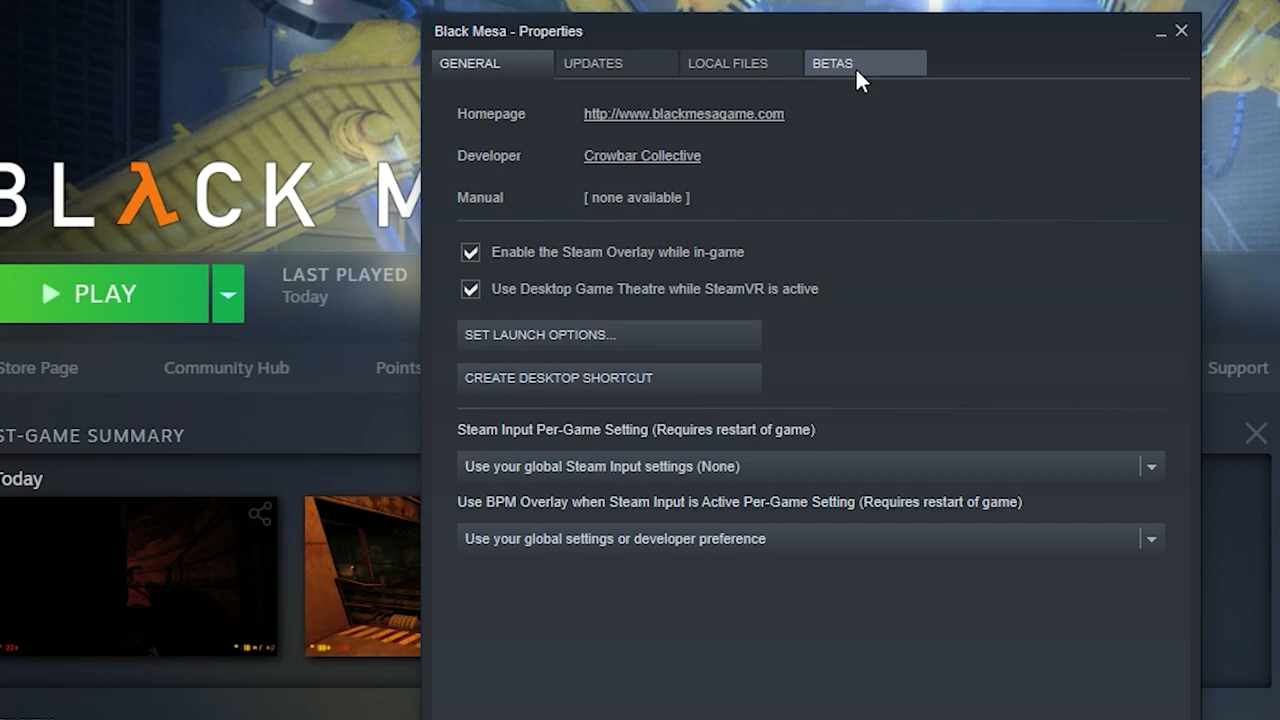 Black Mesa - Properties
GENERAL
UPDATES
LOCAL FILES
BETAS
Homepage
http://www.blackmesagame.com
Developer
Crowbar Collective
Manual
[ none available ]
BLλCK M
PLAY
LAST PLAYED
Today
Enable the Steam Overlay while in-game
Use Desktop Game Theatre while SteamVR is active
SET LAUNCH OPTIONS...
CREATE DESKTOP SHORTCUT
Store Page
Community Hub
Points
Support
ST-GAME SUMMARY
Today
Steam Input Per-Game Setting (Requires restart of game)
Use your global Steam Input settings (None)
Use BPM Overlay when Steam Input is Active Per-Game Setting (Requires restart of game)
Use your global settings or developer preference